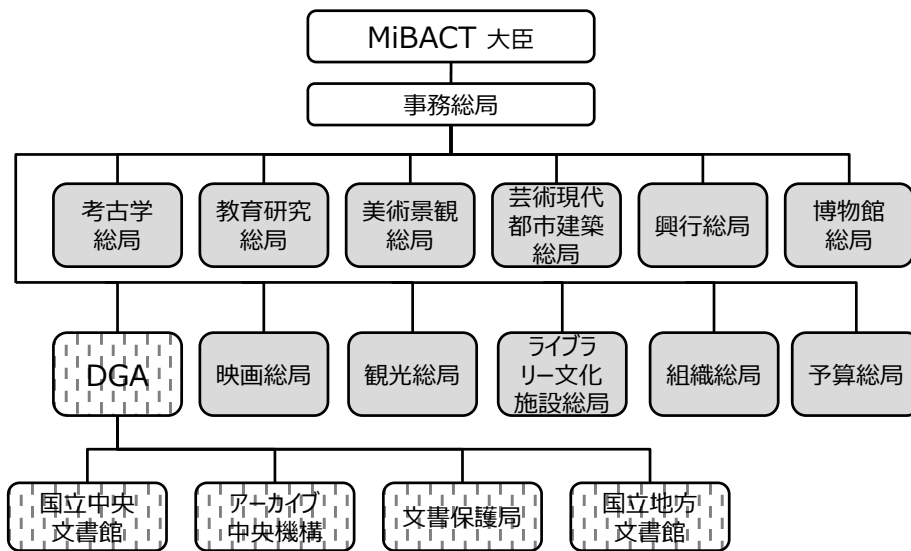 MiBACT 大臣
事務総局
考古学
総局
教育研究
総局
美術景観
総局
芸術現代
都市建築
総局
興行総局
博物館
総局
DGA
映画総局
観光総局
ライブラ
リー文化
施設総局
組織総局
予算総局
国立中央
文書館
アーカイブ
中央機構
文書保護局
国立地方
文書館